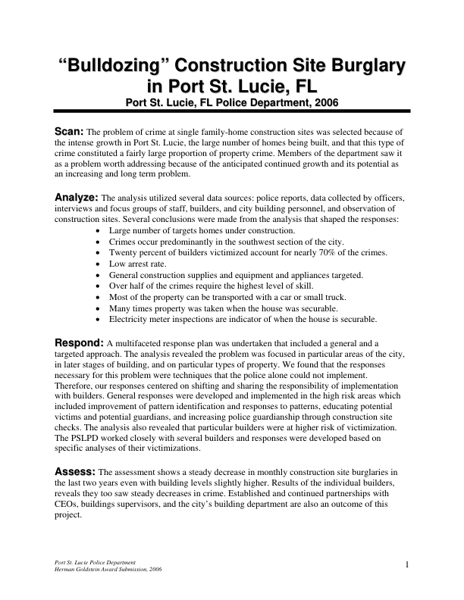 “Bulldozing” Construction Site Burglary
in Port St. Lucie, FL
Port St. Lucie, FL Police Department, 2006
Scan: The problem of crime at single family-home construction sites was selected because of
the intense growth in Port St. Lucie, the large number of homes being built, and that this type of
crime constituted a fairly large proportion of property crime. Members of the department saw it
as a problem worth addressing because of the anticipated continued growth and its potential as
an increasing and long term problem.
Analyze: The analysis utilized several data sources: police reports, data collected by officers,
interviews and focus groups of staff, builders, and city building personnel, and observation of
construction sites. Several conclusions were made from the analysis that shaped the responses:
• Large number of targets homes under construction.
• Crimes occur predominantly in the southwest section of the city.
• Twenty percent of builders victimized account for nearly 70% of the crimes.
• Low arrest rate.
• General construction supplies and equipment and appliances targeted.
• Over half of the crimes require the highest level of skill.
• Most of the property can be transported with a car or small truck.
• Many times property was taken when the house was securable.
• Electricity meter inspections are indicator of when the house is securable.
Respond: A multifaceted response plan was undertaken that included a general and a
targeted approach. The analysis revealed the problem was focused in particular areas of the city,
in later stages of building, and on particular types of property. We found that the responses
necessary for this problem were techniques that the police alone could not implement.
Therefore, our responses centered on shifting and sharing the responsibility of implementation
with builders. General responses were developed and implemented in the high risk areas which
included improvement of pattern identification and responses to patterns, educating potential
victims and potential guardians, and increasing police guardianship through construction site
checks. The analysis also revealed that particular builders were at higher risk of victimization.
The PSLPD worked closely with several builders and responses were developed based on
specific analyses of their victimizations.
Assess: The assessment shows a steady decrease in monthly construction site burglaries in
the last two years even with building levels slightly higher. Results of the individual builders,
reveals they too saw steady decreases in crime. Established and continued partnerships with
CEOs, buildings supervisors, and the city’s building department are also an outcome of this
project.
Port St. Lucie Police Department
Herman Goldstein Award Submission, 2006
1